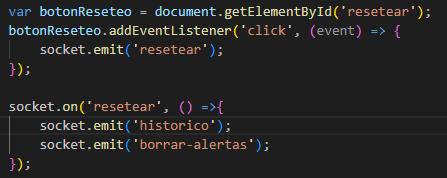 var botonReseteo = document.getElementById('resetear');
botonReseteo.addEventListener('click', (event) => {
    socket.emit('resetear');
});

socket.on('resetear', () =>{
    socket.emit('historico');
    socket.emit('borrar-alertas');
});